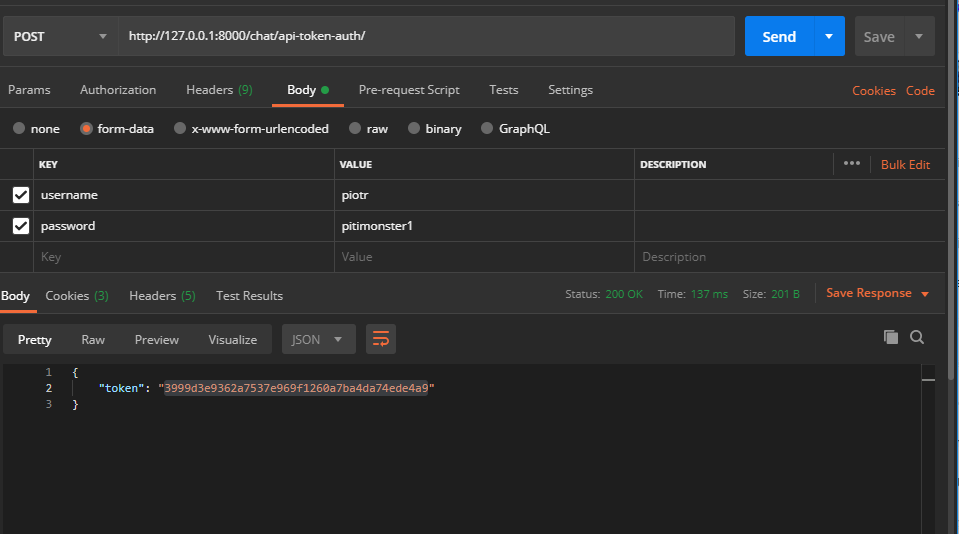 POST http://127.0.0.1:8000/chat/api-token-auth/ Send Save
Params Authorization Headers (9) Body Pre-request Script Tests Settings Cookies Code
none form-data x-www-form-urlencoded raw binary GraphQL
KEY VALUE DESCRIPTION ••• Bulk Edit
username piotr
password pitimonster1
Key Value Description
Body Cookies (3) Headers (5) Test Results Status: 200 OK Time: 137 ms Size: 201 B Save Response
Pretty Raw Preview Visualize JSON
1 {
2 "token": "3999d3e9362a7537e969f1260a7ba4da74ede4a9"
3 }